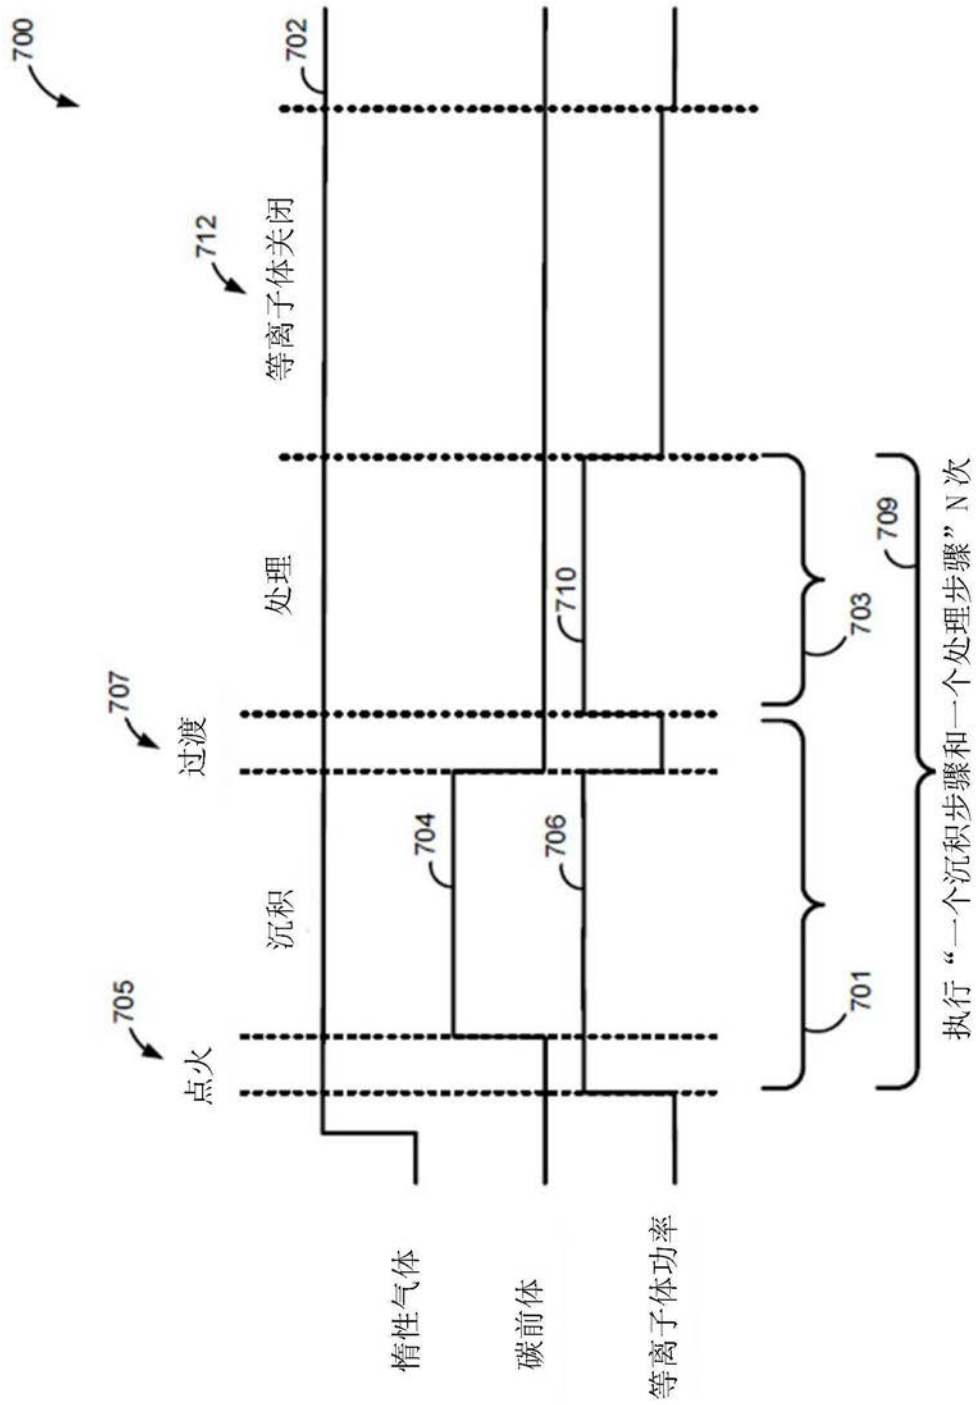 700
702
712
等离子体关闭
处理
707
过渡
沉积
705
点火
704
706
710
惰性气体
碳前体
等离子体功率
701
703
709
执行“一个沉积步骤和一个处理步骤”N次